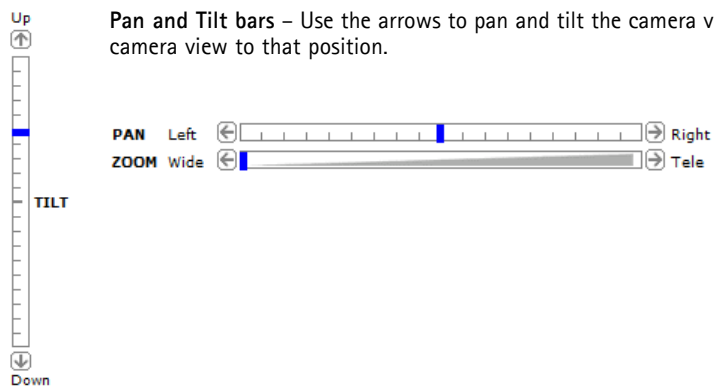 Up
Pan and Tilt bars – Use the arrows to pan and tilt the camera v
camera view to that position.
PAN Left Right
ZOOM Wide Tele
TILT
Down